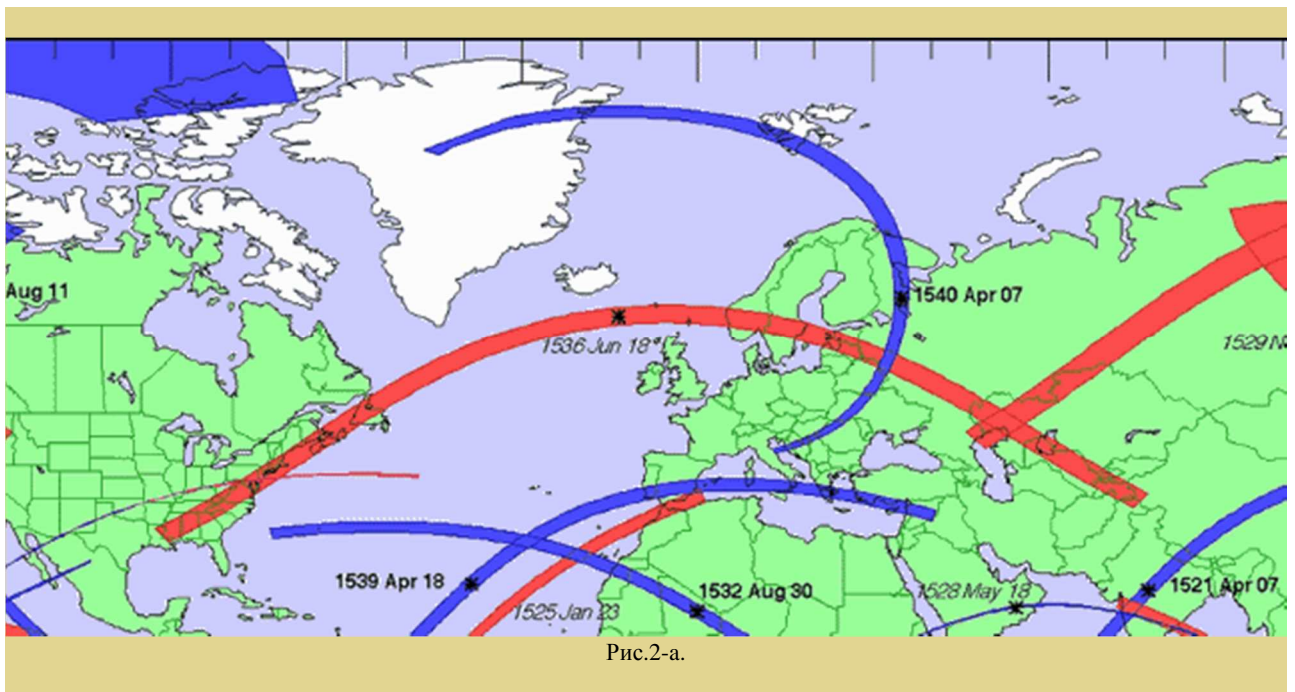 Aug 11
1540 Apr 07
1536 Jun 18
1529 N
1539 Apr 18
1532 Aug 30
1528 May 18
1521 Apr 07
1525 Jan 23
Рис.2-а.